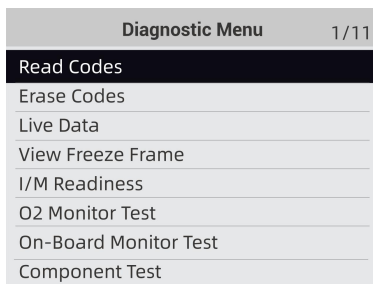 Diagnostic Menu 1/11
Read Codes
Erase Codes
Live Data
View Freeze Frame
I/M Readiness
O2 Monitor Test
On-Board Monitor Test
Component Test